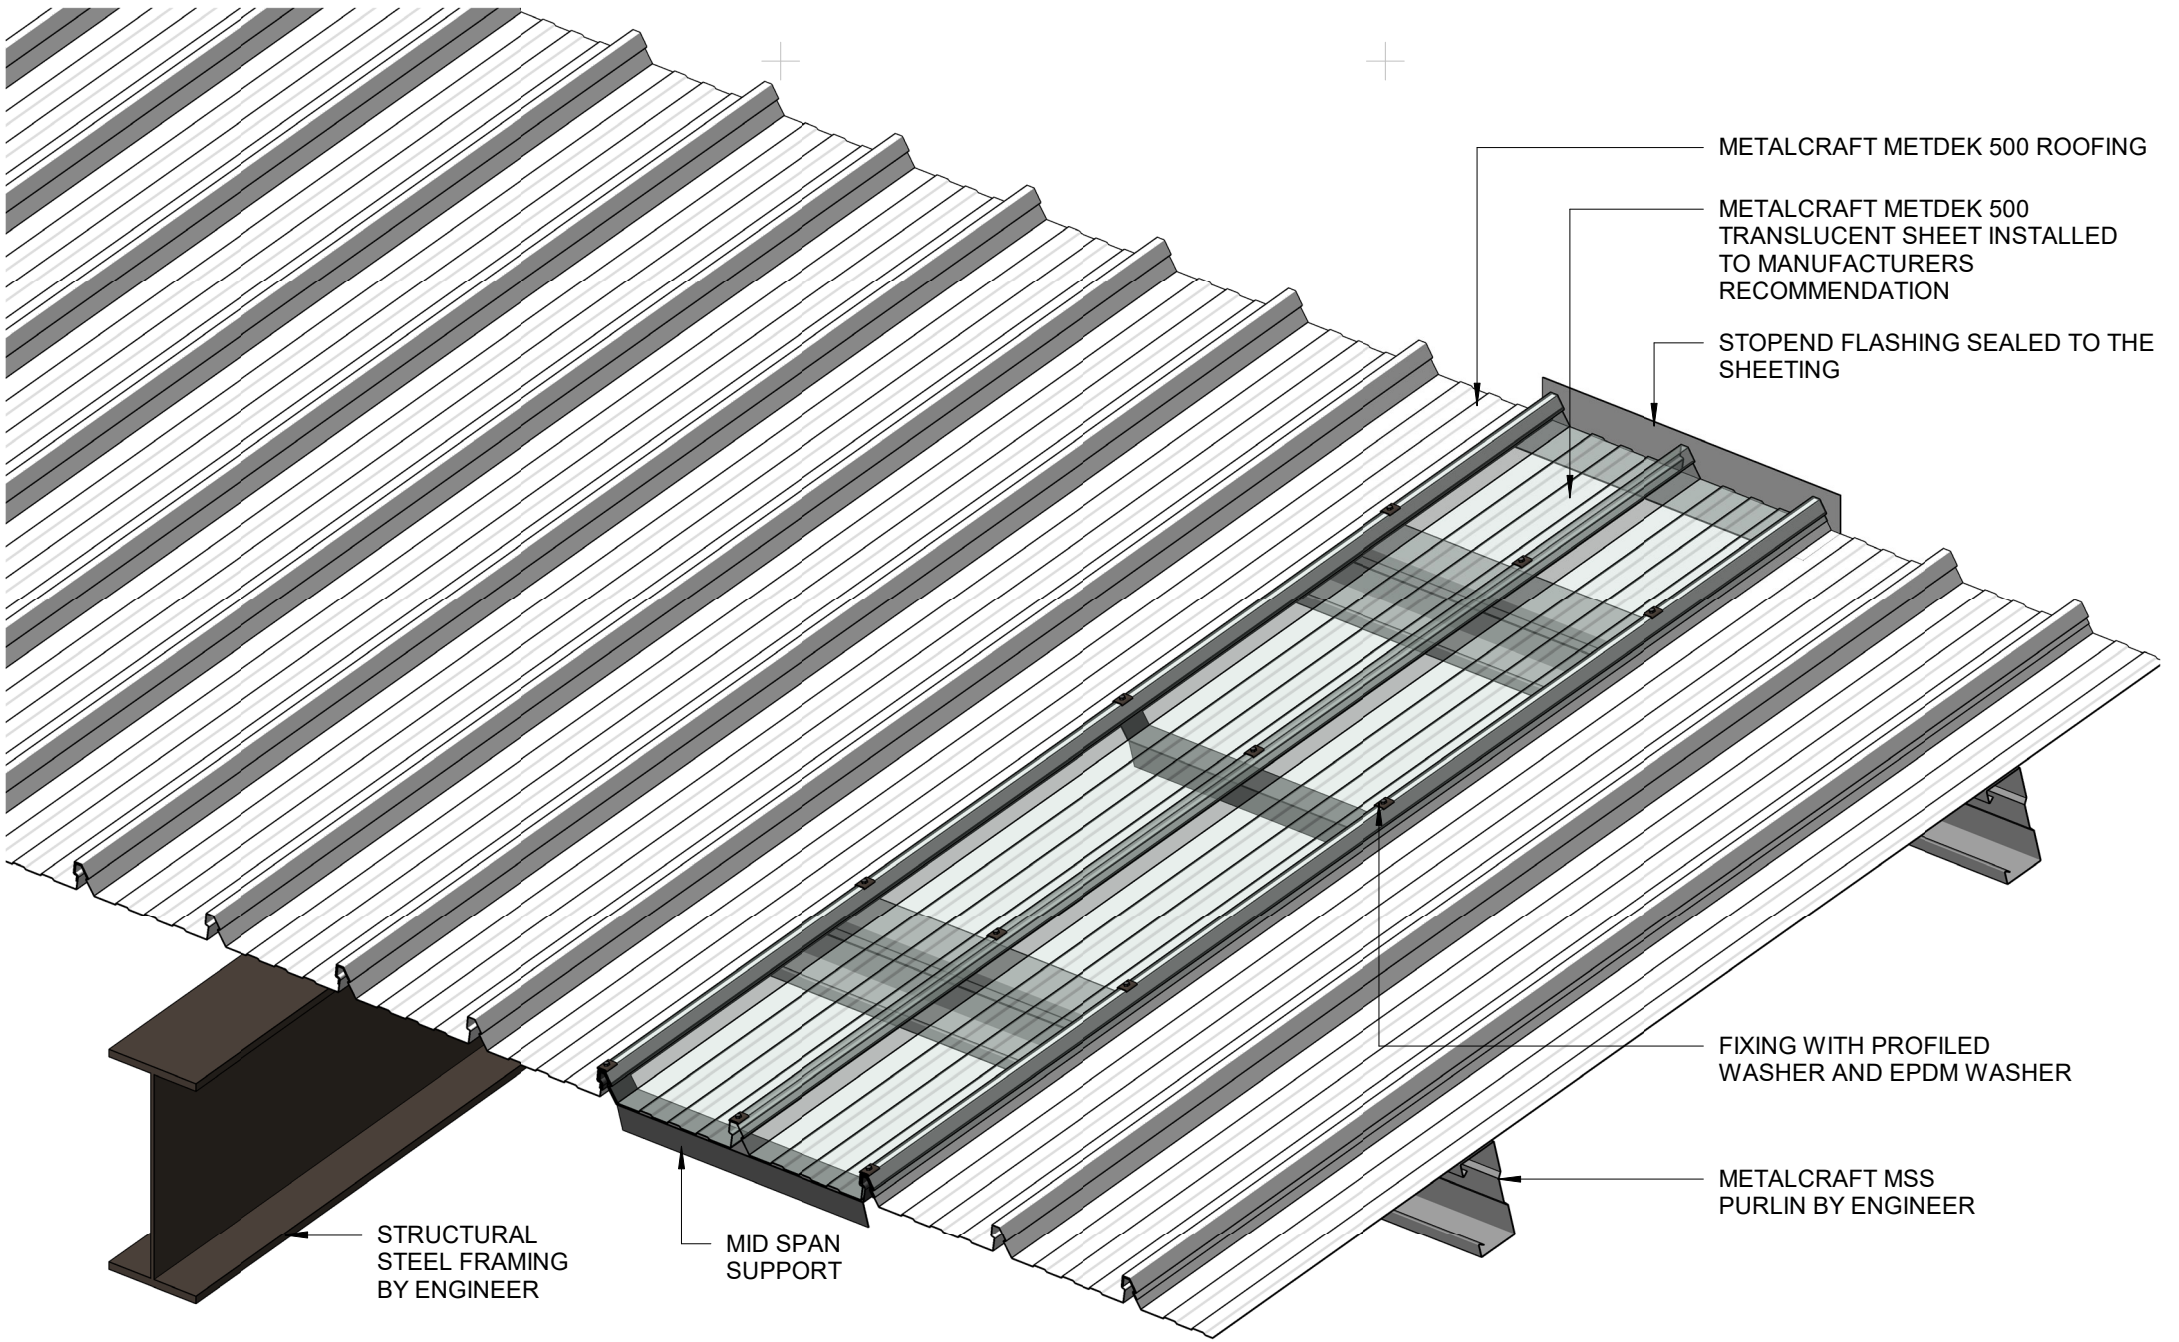 METALCRAFT METDEK 500 ROOFING
METALCRAFT METDEK 500
TRANSLUCENT SHEET INSTALLED
TO MANUFACTURERS
RECOMMENDATION
STOPEND FLASHING SEALED TO THE
SHEETING
FIXING WITH PROFILED
WASHER AND EPDM WASHER
METALCRAFT MSS
PURLIN BY ENGINEER
STRUCTURAL
STEEL FRAMING
BY ENGINEER
MID SPAN
SUPPORT